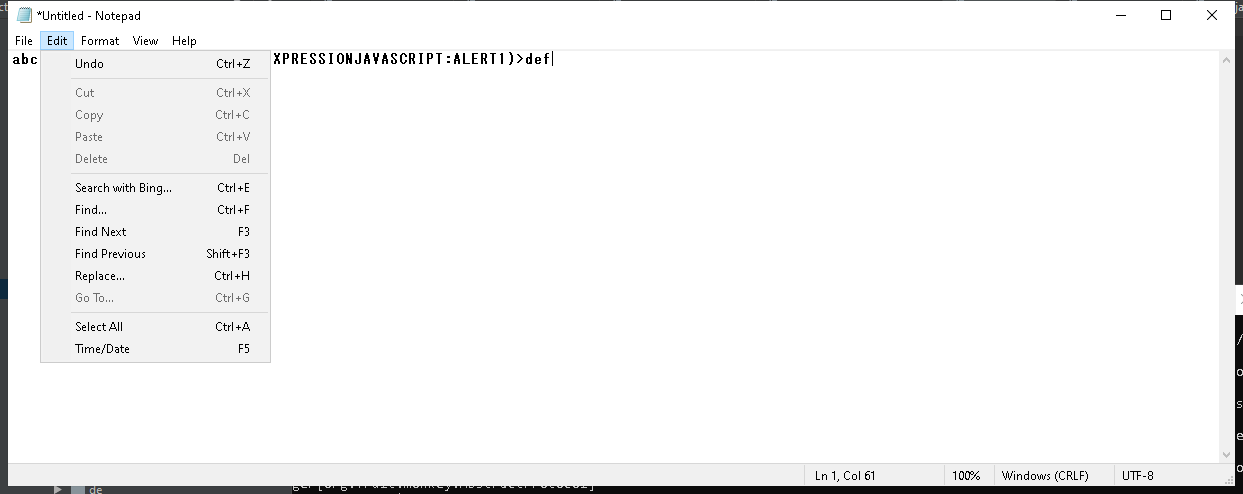 *Untitled - Notepad
File Edit Format View Help
abc XPRESSIONJAVASCRIPT:ALERT1)>def
Undo Ctrl+Z
Cut Ctrl+X
Copy Ctrl+C
Paste Ctrl+V
Delete Del
Search with Bing... Ctrl+E
Find... Ctrl+F
Find Next F3
Find Previous Shift+F3
Replace... Ctrl+H
Go To... Ctrl+G
Select All Ctrl+A
Time/Date F5
Ln 1, Col 61 100% Windows (CRLF) UTF-8
de